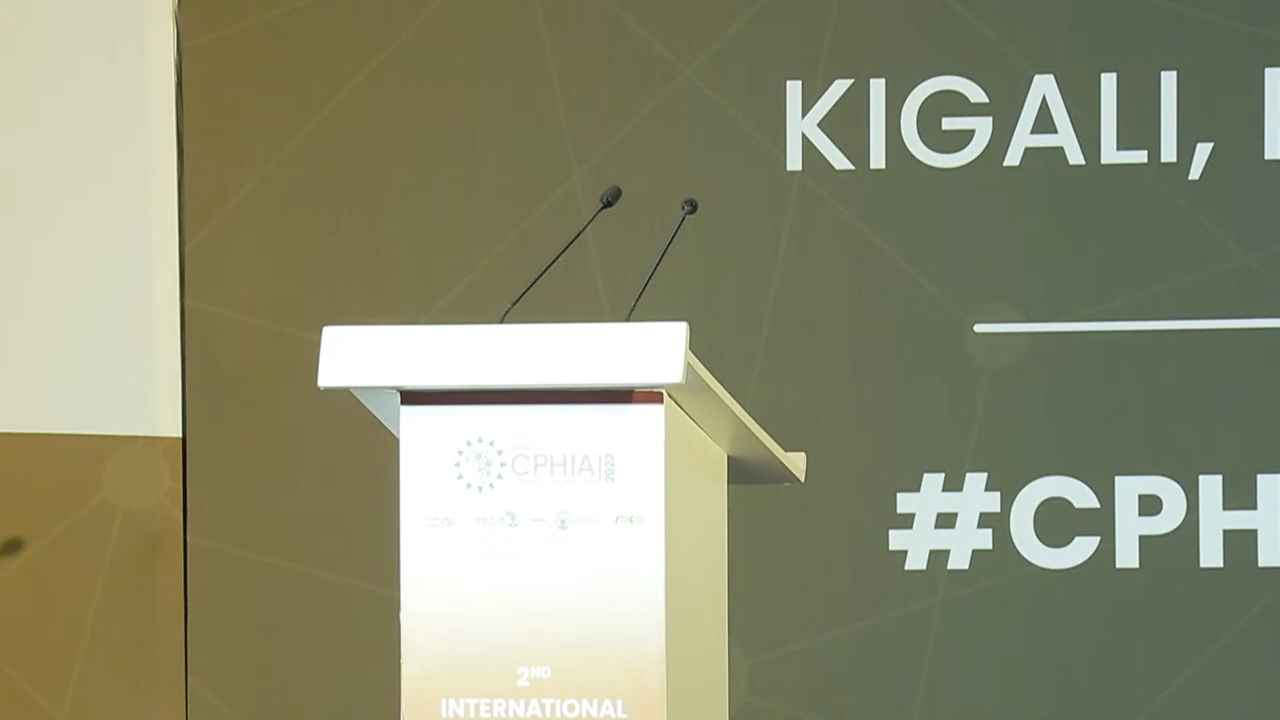 KIGALI,
#CPH
CPHIA 2022
2ND
INTERNATIONAL